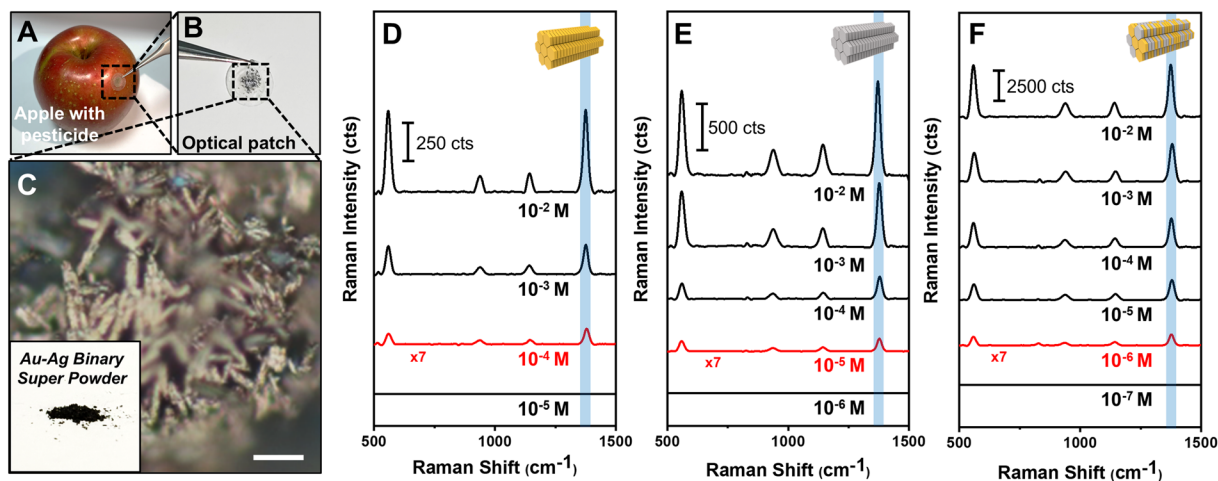 A
Apple with
pesticide
B
Optical patch
C
Au-Ag Binary
Super Powder
D
250 cts
10⁻² M
10⁻³ M
x7
10⁻⁴ M
10⁻⁵ M
Raman Intensity (cts)
500
1000
1500
Raman Shift (cm⁻¹)
E
500 cts
10⁻² M
10⁻³ M
10⁻⁴ M
x7
10⁻⁵ M
10⁻⁶ M
Raman Intensity (cts)
500
1000
1500
Raman Shift (cm⁻¹)
F
2500 cts
10⁻² M
10⁻³ M
10⁻⁴ M
10⁻⁵ M
x7
10⁻⁶ M
10⁻⁷ M
Raman Intensity (cts)
500
1000
1500
Raman Shift (cm⁻¹)